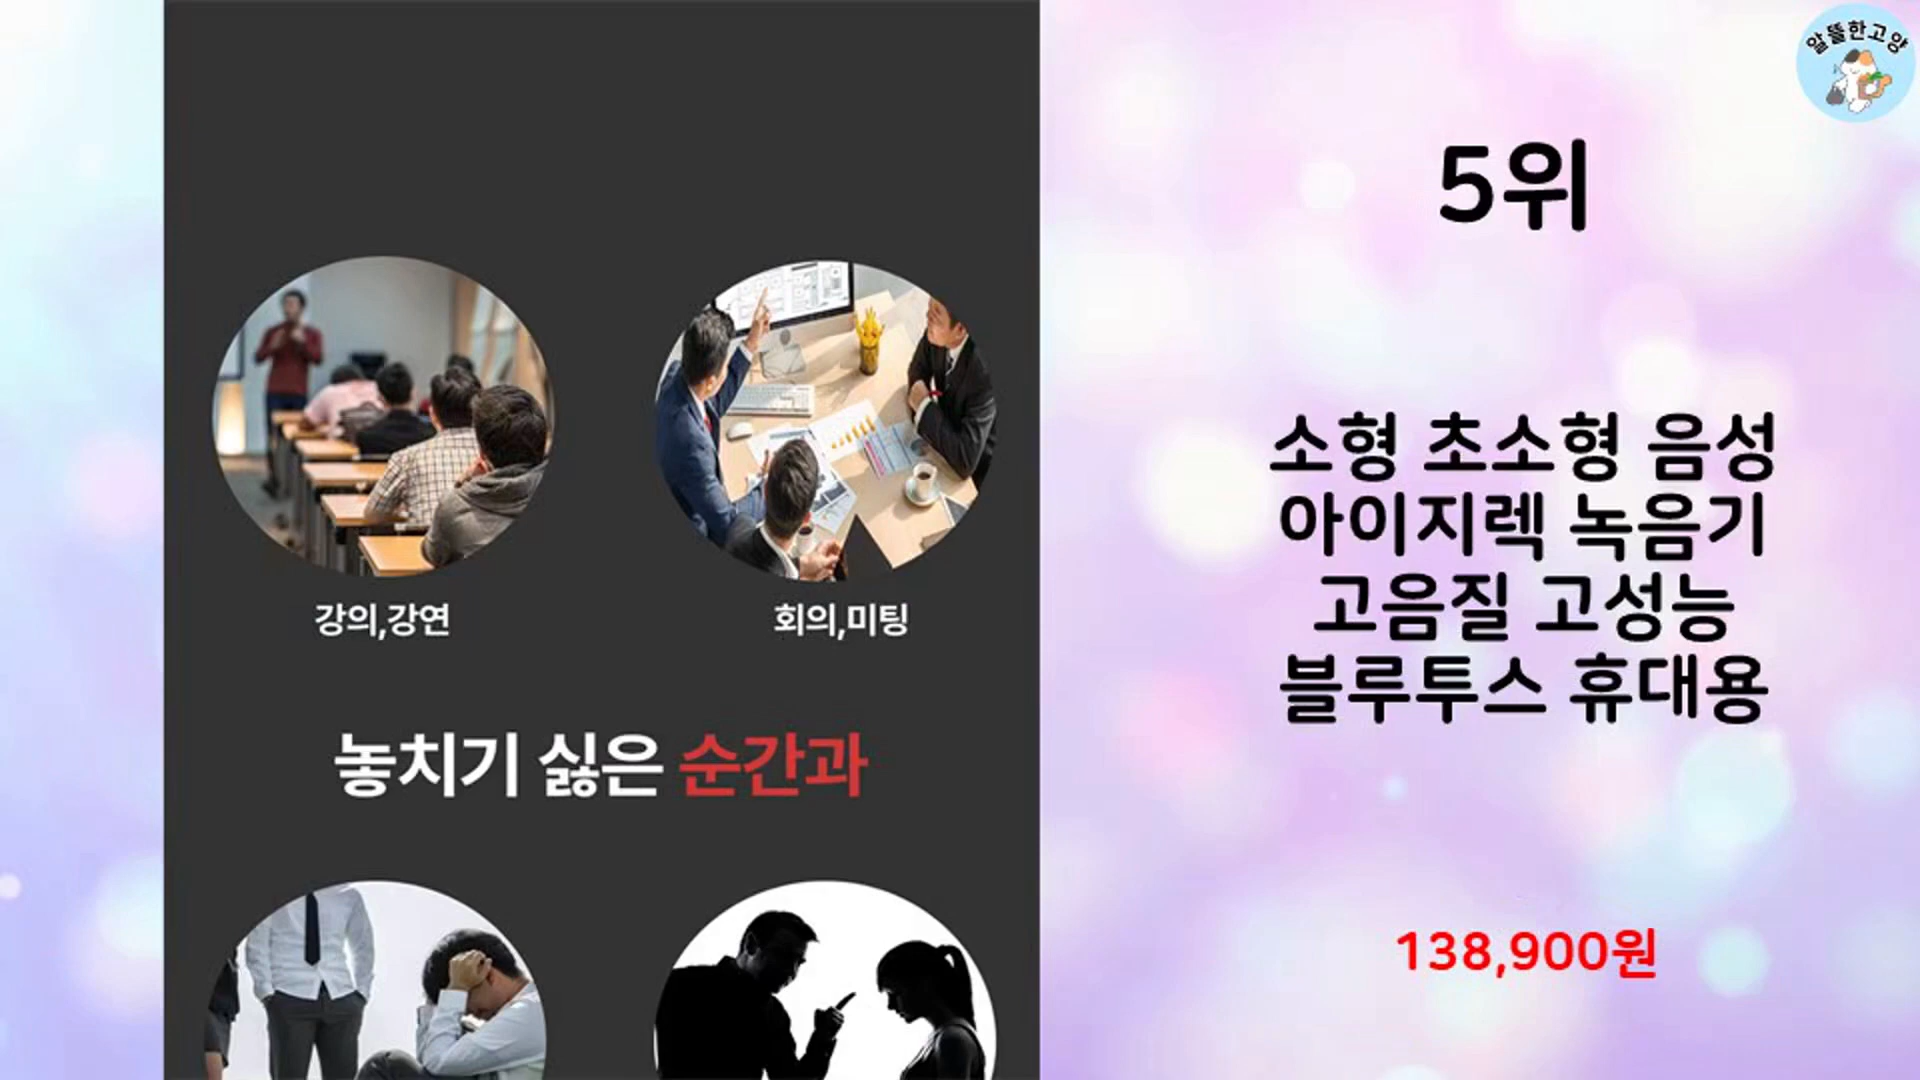 알뜰한고양
5위
소형 초소형 음성
아이지렉 녹음기
고음질 고성능
블루투스 휴대용
138,900원
강의,강연
회의,미팅
놓치기 싫은 순간과